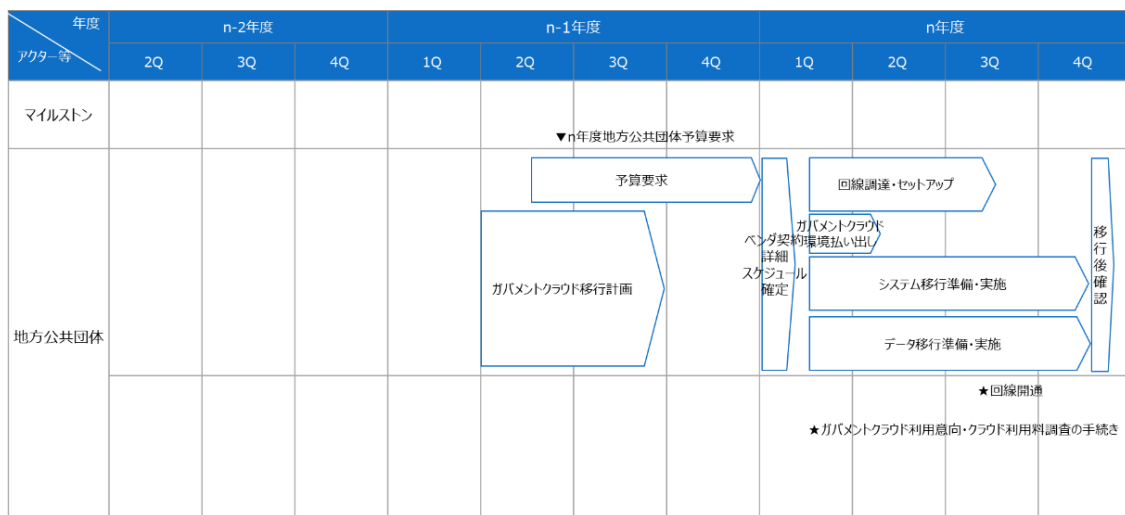 年度
アクター等
n-2年度
n-1年度
n年度
2Q
3Q
4Q
1Q
2Q
3Q
4Q
1Q
2Q
3Q
4Q
マイルストン
▼n年度地方公共団体予算要求
地方公共団体
予算要求
ガバメントクラウド移行計画
ベンダ契約
詳細
スケジュール
確定
回線調達・セットアップ
ガバメントクラウド
環境払い出し
システム移行準備・実施
データ移行準備・実施
移行後確認
★回線開通
★ガバメントクラウド利用意向・クラウド利用料調査の手続き